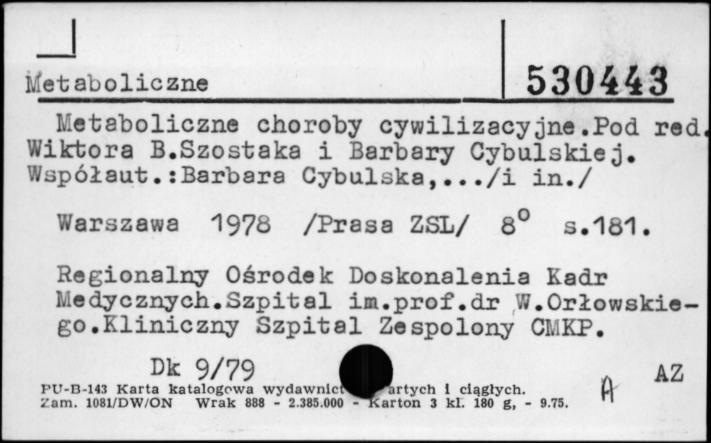 Metaboliczne 530443
Metaboliczne choroby cywilizacyjne.Pod red.
Wiktora B.Szostaka i Barbary Cybulskiej.
Współaut.:Barbara Cybulska,.../i in./
Warszawa 1978 /Prasa ZSL/ 8° s.181.
Regionalny Ośrodek Doskonalenia Kadr
Medycznych.Szpital im.prof.dr W.Orłowskie-
go.Kliniczny Szpital Zespolony CMKP.
Dk 9/79 AZ
PU-B-143 Karta katalogowa wydawnict artych i ciągłych. A
Zam. 1081/DW/ON Wrak 888 - 2.385.000 - Karton 3 kl. 180 g, - 9.75.